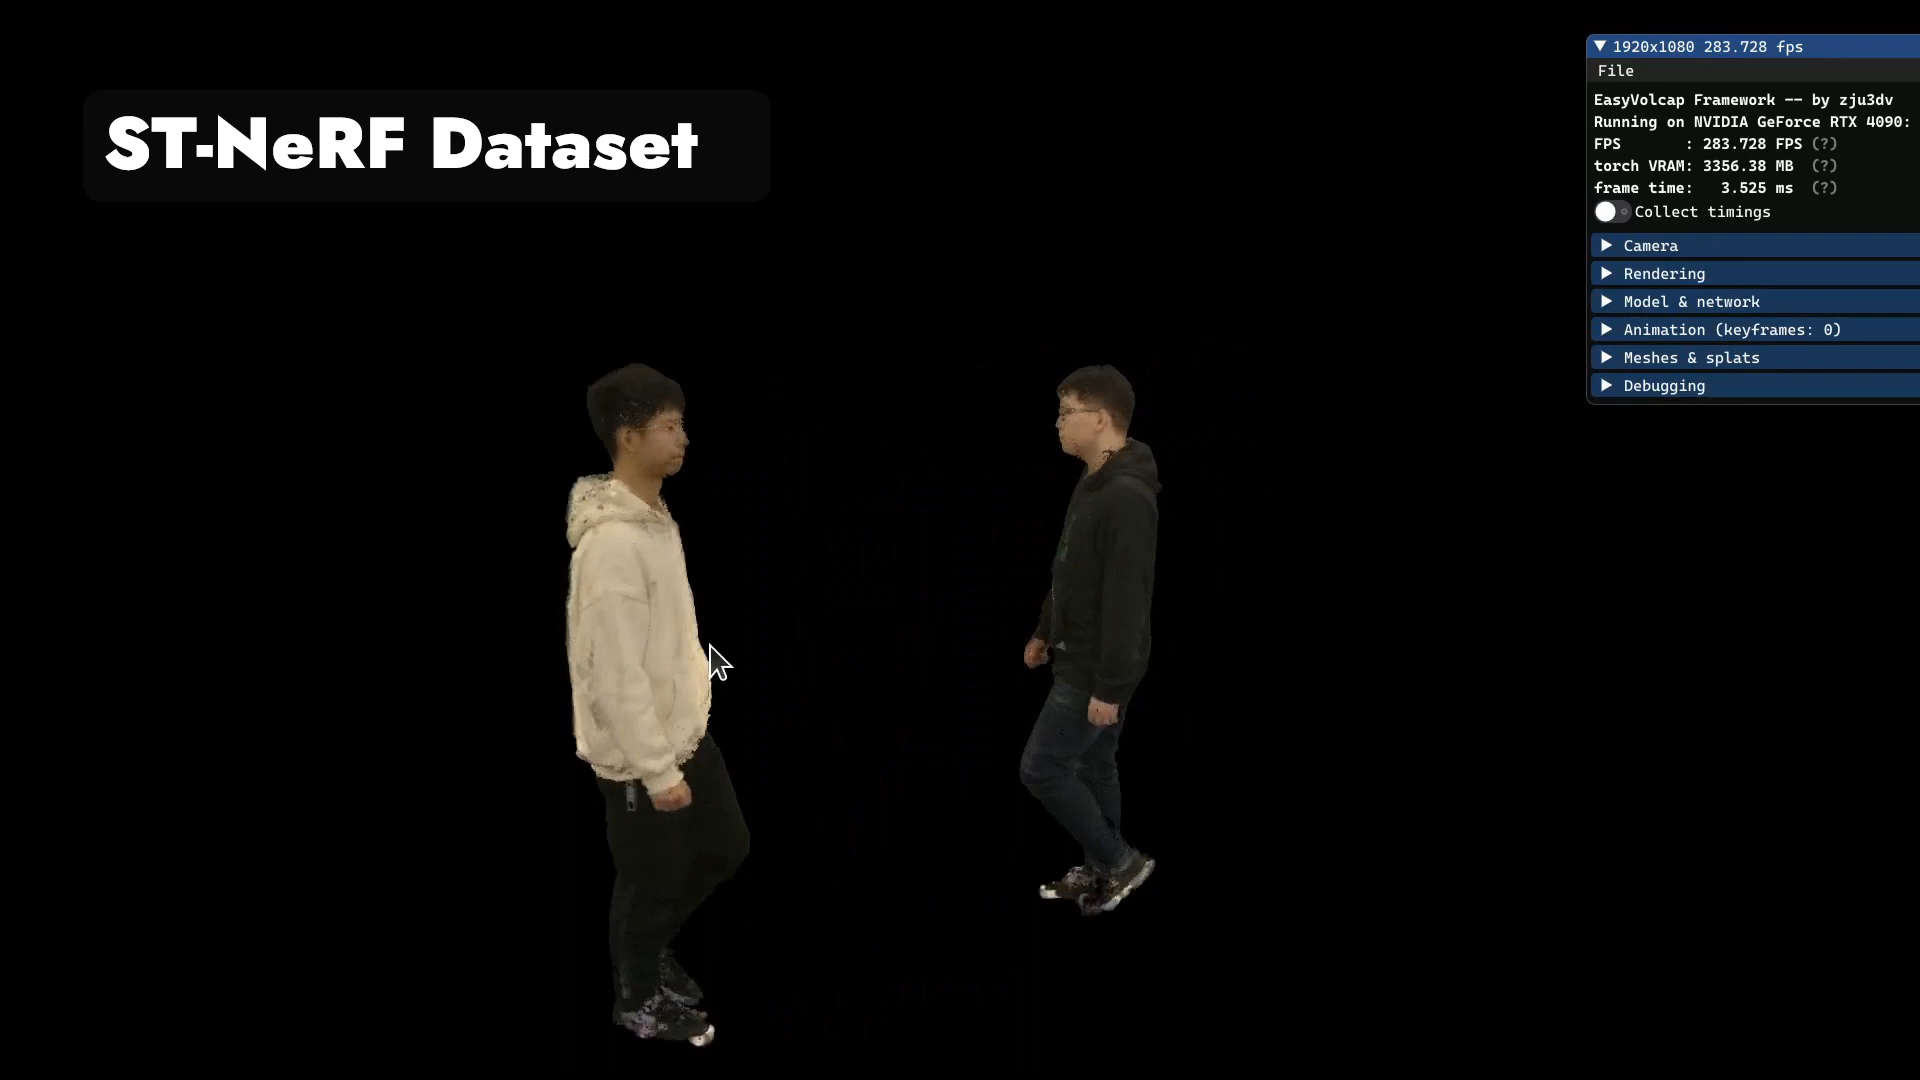 ST-NeRF Dataset
1920x1080 283.728 fps
File
EasyVolcap Framework -- by zju3dv
Running on NVIDIA GeForce RTX 4090:
FPS : 283.728 FPS (?)
torch VRAM: 3356.38 MB (?)
frame time: 3.525 ms (?)
Collect timings
Camera
Rendering
Model & network
Animation (keyframes: 0)
Meshes & splats
Debugging